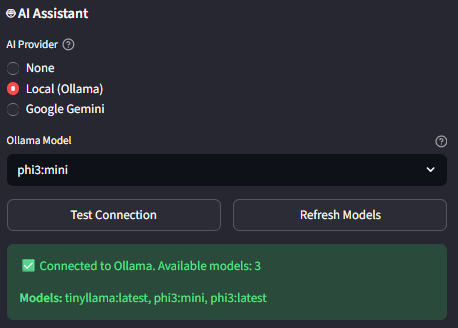 AI Assistant
AI Provider
None
Local (Ollama)
Google Gemini
Ollama Model
phi3:mini
Test Connection
Refresh Models
✅ Connected to Ollama. Available models: 3
Models: tinyllama:latest, phi3:mini, phi3:latest